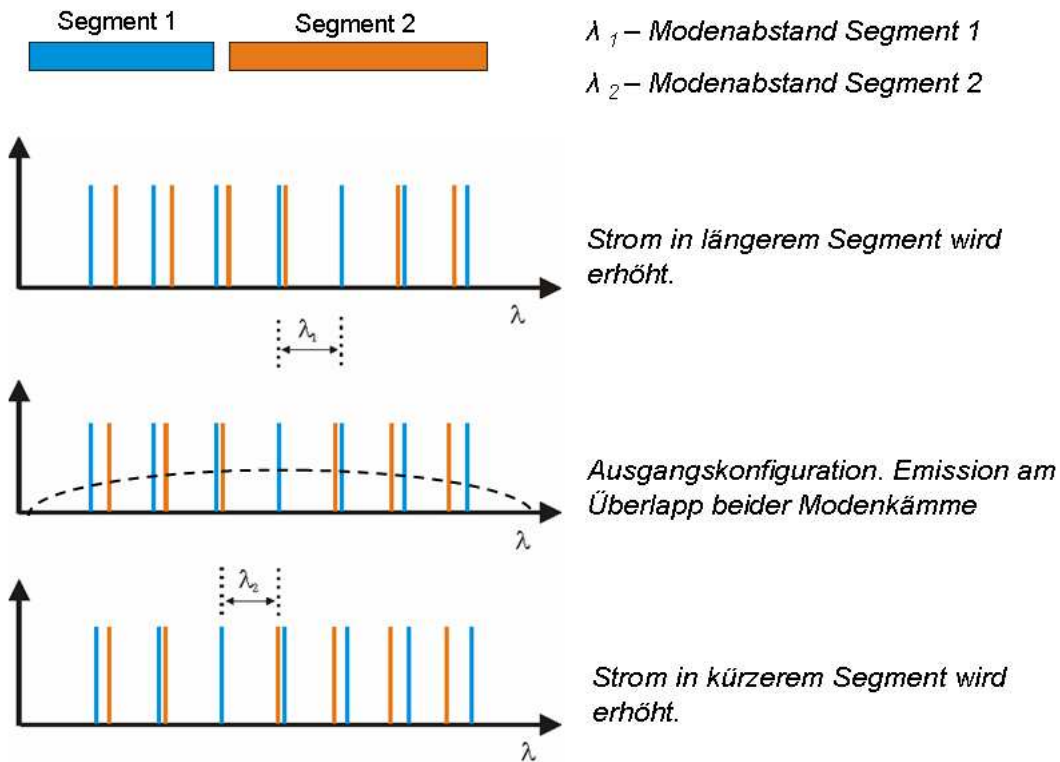 Segment 1
Segment 2
λ 1 – Modenabstand Segment 1
λ 2 – Modenabstand Segment 2
Strom in längerem Segment wird
erhöht.
λ
λ1
Ausgangskonfiguration. Emission am
Überlapp beider Modenkämme
λ
λ2
Strom in kürzerem Segment wird
erhöht.
λ